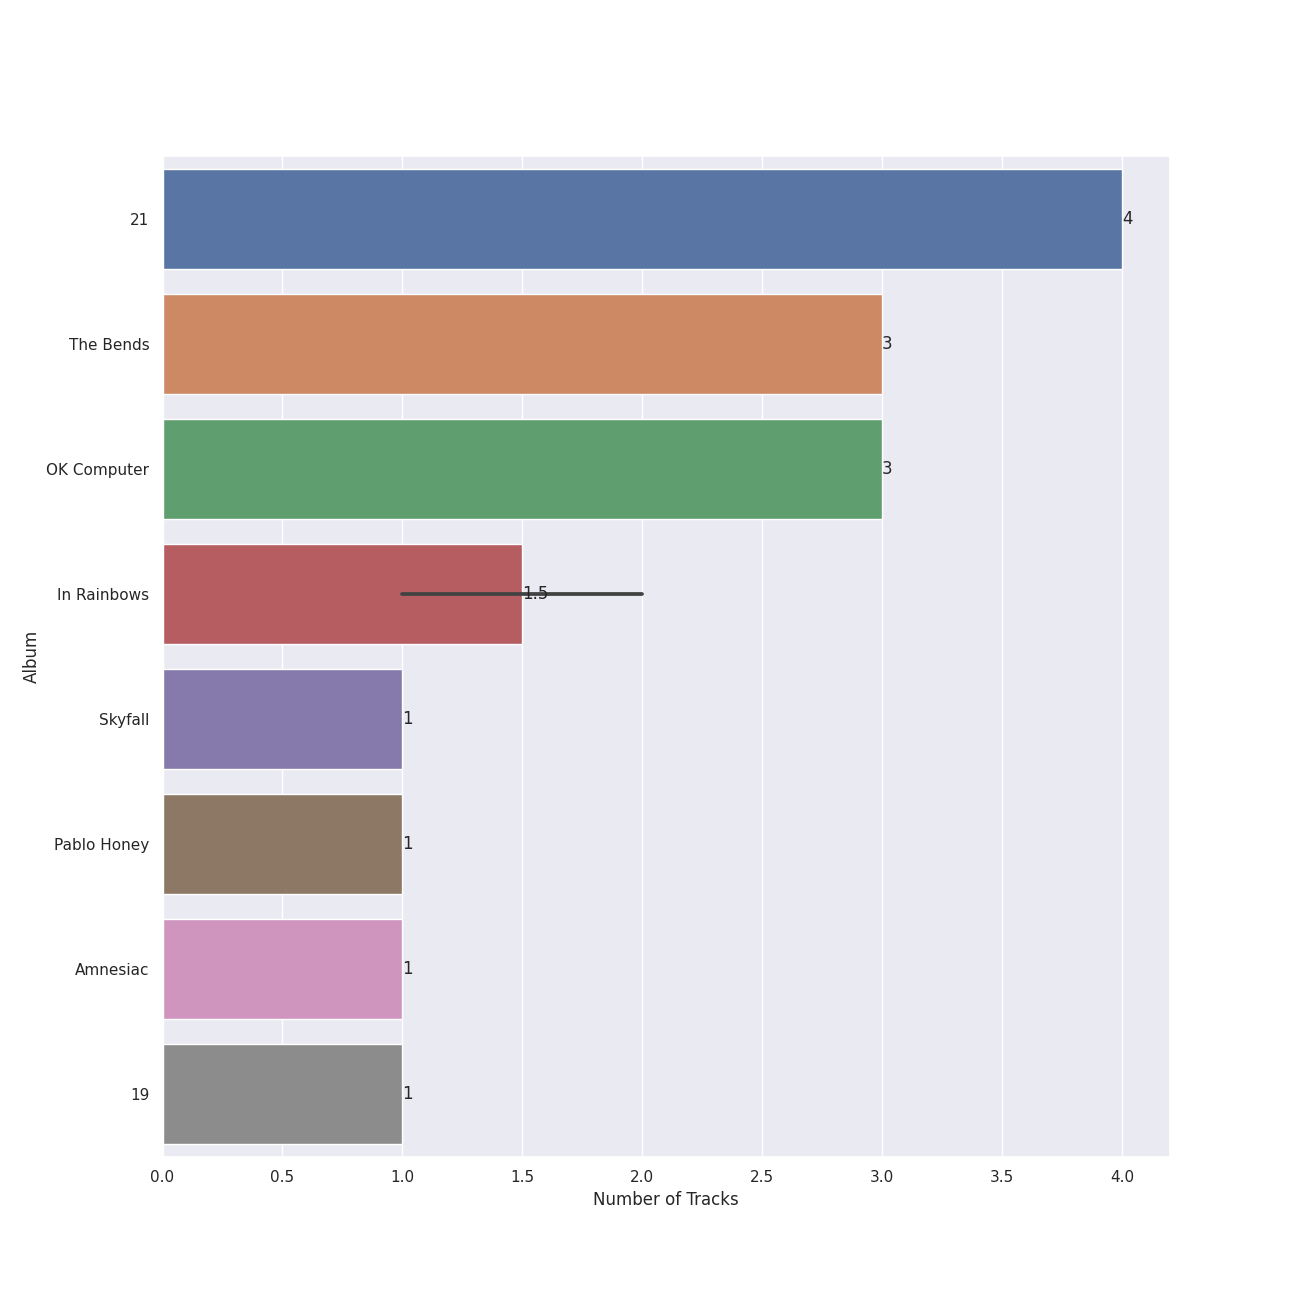 21
4
The Bends
3
OK Computer
3
In Rainbows
1.5
Skyfall
1
Pablo Honey
1
Amnesiac
1
19
1
Album
0.0 0.5 1.0 1.5 2.0 2.5 3.0 3.5 4.0
Number of Tracks